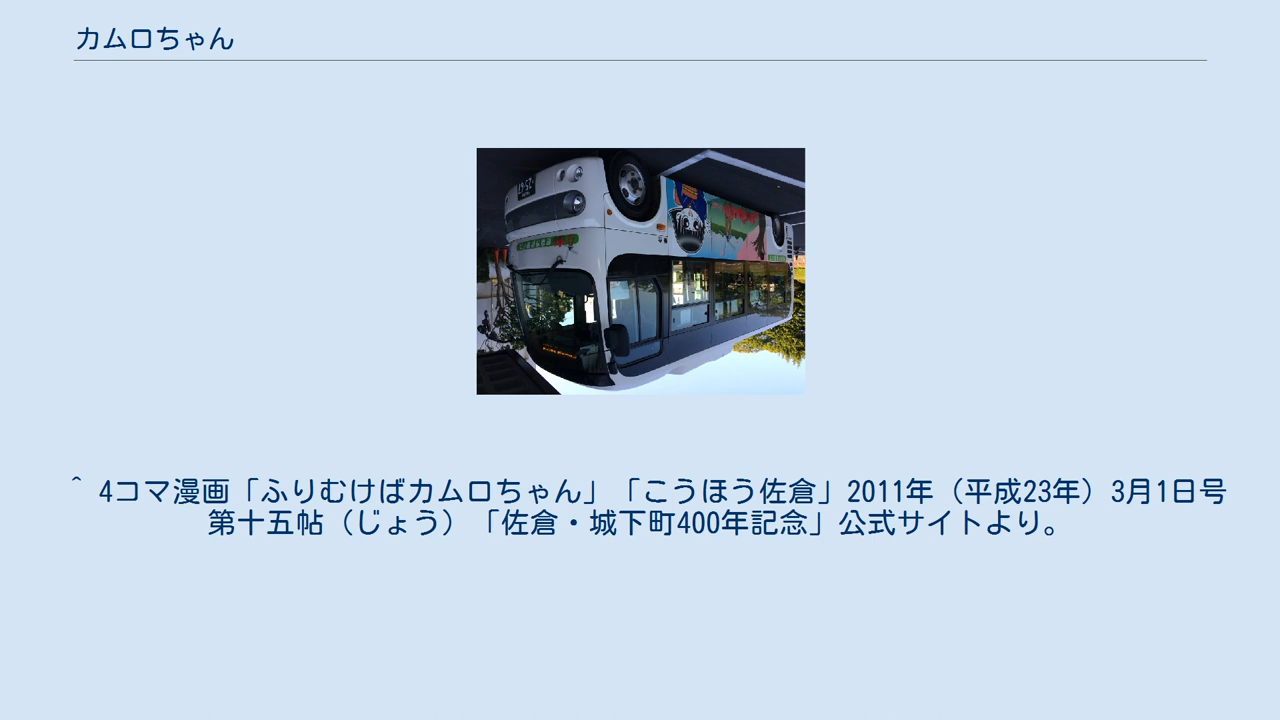 カムロちゃん
^ 4コマ漫画「ふりむけばカムロちゃん」「こうほう佐倉」2011年（平成23年）3月1日号
第十五帖（じょう）「佐倉・城下町400年記念」公式サイトより。